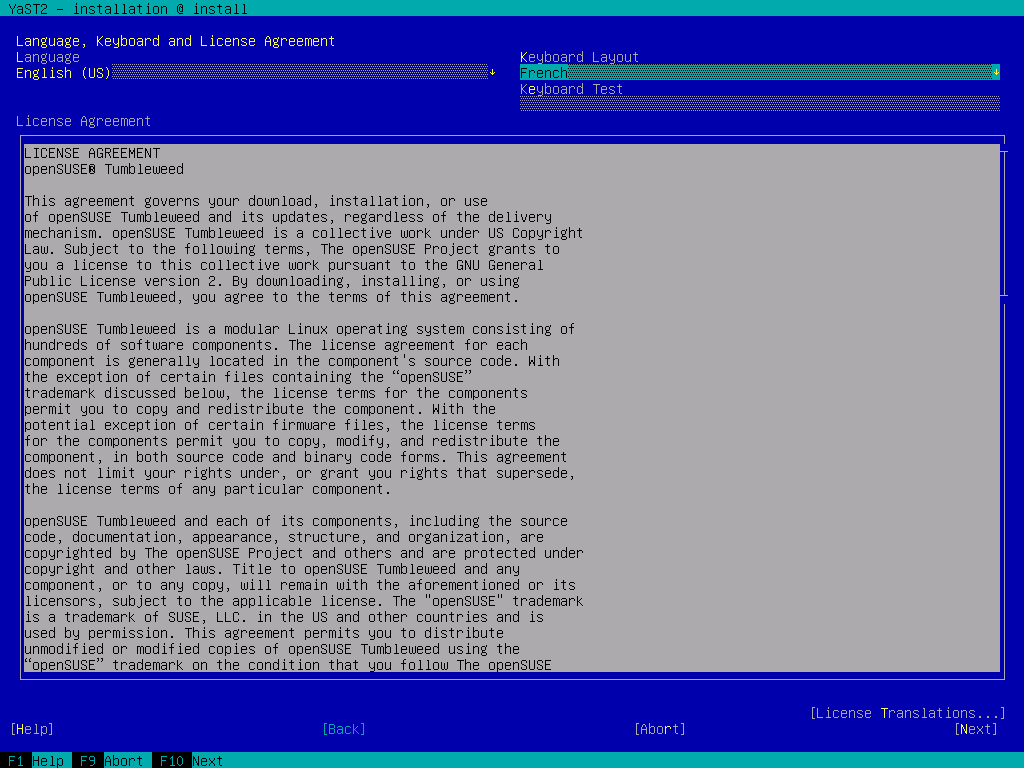 YaST2 - installation @ install
Language, Keyboard and License Agreement
Language
English (US)↓
Keyboard Layout
French↓
Keyboard Test
License Agreement
LICENSE AGREEMENT
openSUSE® Tumbleweed
This agreement governs your download, installation, or use
of openSUSE Tumbleweed and its updates, regardless of the delivery
mechanism. openSUSE Tumbleweed is a collective work under US Copyright
Law. Subject to the following terms, The openSUSE Project grants to
you a license to this collective work pursuant to the GNU General
Public License version 2. By downloading, installing, or using
openSUSE Tumbleweed, you agree to the terms of this agreement.
openSUSE Tumbleweed is a modular Linux operating system consisting of
hundreds of software components. The license agreement for each
component is generally located in the component's source code. With
the exception of certain files containing the “openSUSE”
trademark discussed below, the license terms for the components
permit you to copy and redistribute the component. With the
potential exception of certain firmware files, the license terms
for the components permit you to copy, modify, and redistribute the
component, in both source code and binary code forms. This agreement
does not limit your rights under, or grant you rights that supersede,
the license terms of any particular component.
openSUSE Tumbleweed and each of its components, including the source
code, documentation, appearance, structure, and organization, are
copyrighted by The openSUSE Project and others and are protected under
copyright and other laws. Title to openSUSE Tumbleweed and any
component, or to any copy, will remain with the aforementioned or its
licensors, subject to the applicable license. The "openSUSE" trademark
is a trademark of SUSE, LLC. in the US and other countries and is
used by permission. This agreement permits you to distribute
unmodified or modified copies of openSUSE Tumbleweed using the
“openSUSE” trademark on the condition that you follow The openSUSE
[License Translations...]
[Help] [Back] [Abort] [Next]
F1 Help F9 Abort F10 Next